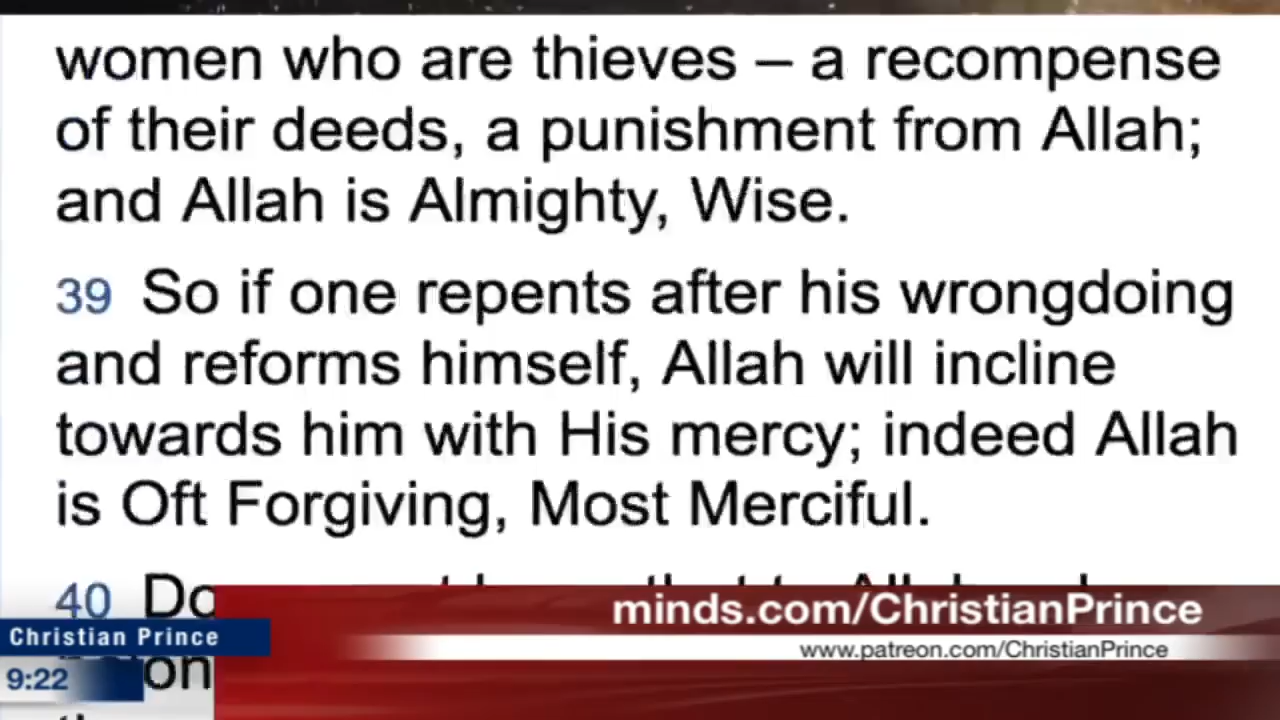 women who are thieves – a recompense
of their deeds, a punishment from Allah;
and Allah is Almighty, Wise.
39 So if one repents after his wrongdoing
and reforms himself, Allah will incline
towards him with His mercy; indeed Allah
is Oft Forgiving, Most Merciful.
40
minds.com/ChristianPrince
Christian Prince
www.patreon.com/ChristianPrince
9:22